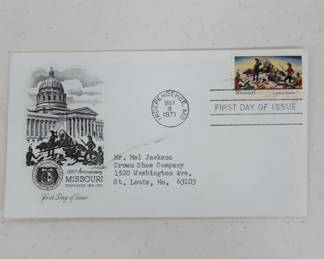 150th Anniversary
MISSOURI
STATEHOOD 1821-1971
First Day of Issue
INDEPENDENCE, MO.
MAY
8
1971
Missouri United States
FIRST DAY OF ISSUE
Mr. Mel Jackson
Crown Shoe Company
1520 Washington Ave.
St. Louis, Mo. 63103